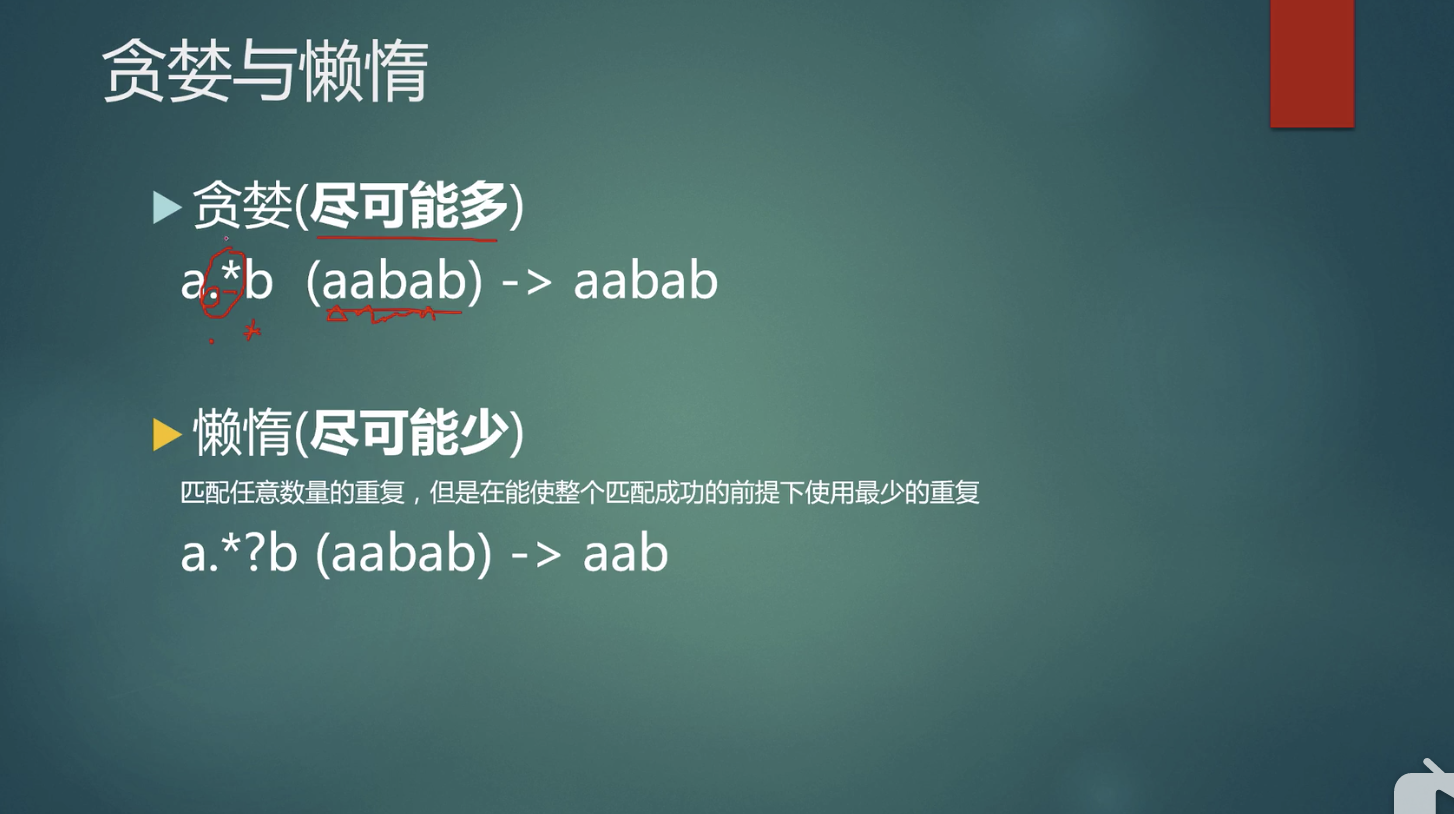 贪婪与懒惰
贪婪(尽可能多)
a.*b (aabab) -> aabab
懒惰(尽可能少)
匹配任意数量的重复，但是在能使整个匹配成功的前提下使用最少的重复
a.*?b (aabab) -> aab